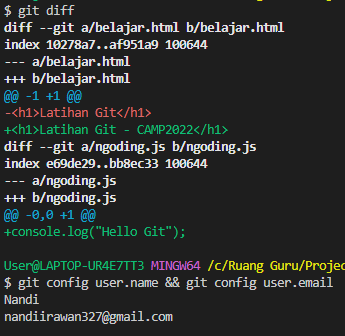 $ git diff
diff --git a/belajar.html b/belajar.html
index 10278a7..af951a9 100644
--- a/belajar.html
+++ b/belajar.html
@@ -1 +1 @@
-<h1>Latihan Git</h1>
+<h1>Latihan Git - CAMP2022</h1>
diff --git a/ngoding.js b/ngoding.js
index e69de29..bb8ec33 100644
--- a/ngoding.js
+++ b/ngoding.js
@@ -0,0 +1 @@
+console.log("Hello Git");
User@LAPTOP-UR4E7TT3 MINGW64 /c/Ruang Guru/Proje
$ git config user.name && git config user.email
Nandi
nandiirawan327@gmail.com